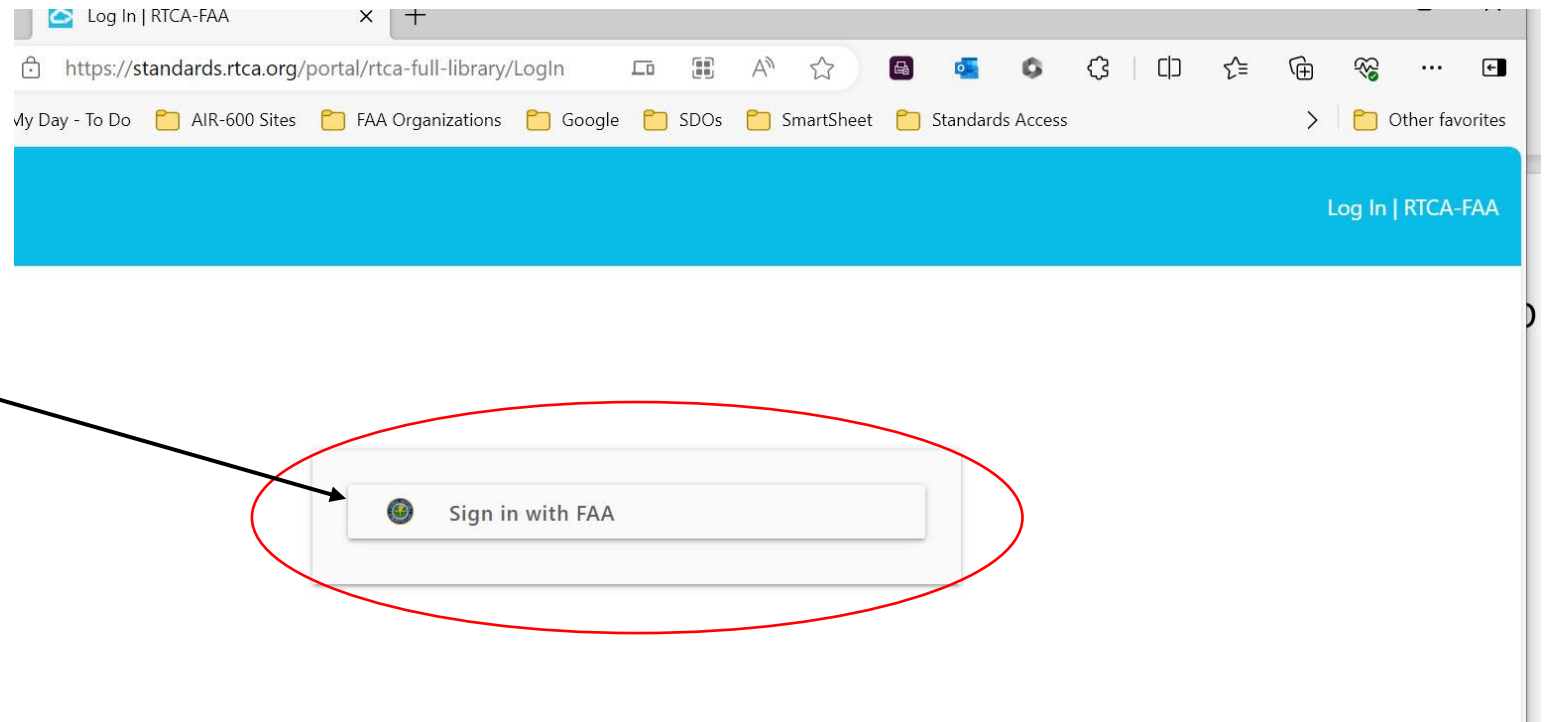 Log In | RTCA-FAA
https://standards.rtca.org/portal/rtca-full-library/LogIn
My Day - To Do AIR-600 Sites FAA Organizations Google SDOs SmartSheet Standards Access Other favorites
Log In | RTCA-FAA
Sign in with FAA